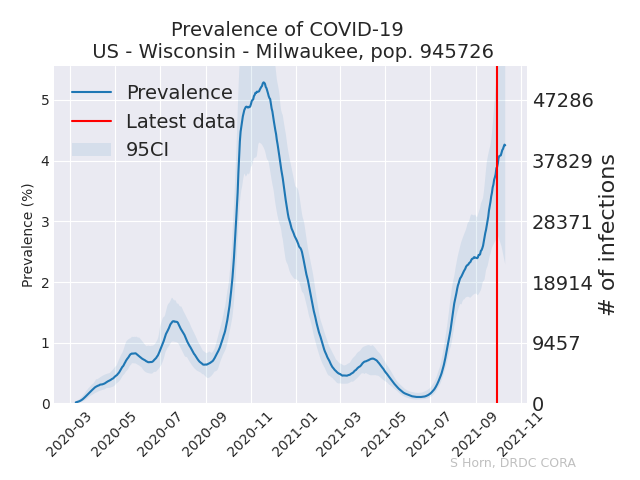 Prevalence of COVID-19
US - Wisconsin - Milwaukee, pop. 945726
Prevalence
Latest data
95CI
Prevalence (%)
5
4
3
2
1
0
47286
37829
28371
18914
9457
0
# of infections
2020-03
2020-05
2020-07
2020-09
2020-11
2021-01
2021-03
2021-05
2021-07
2021-09
2021-11
S Horn, DRDC CORA